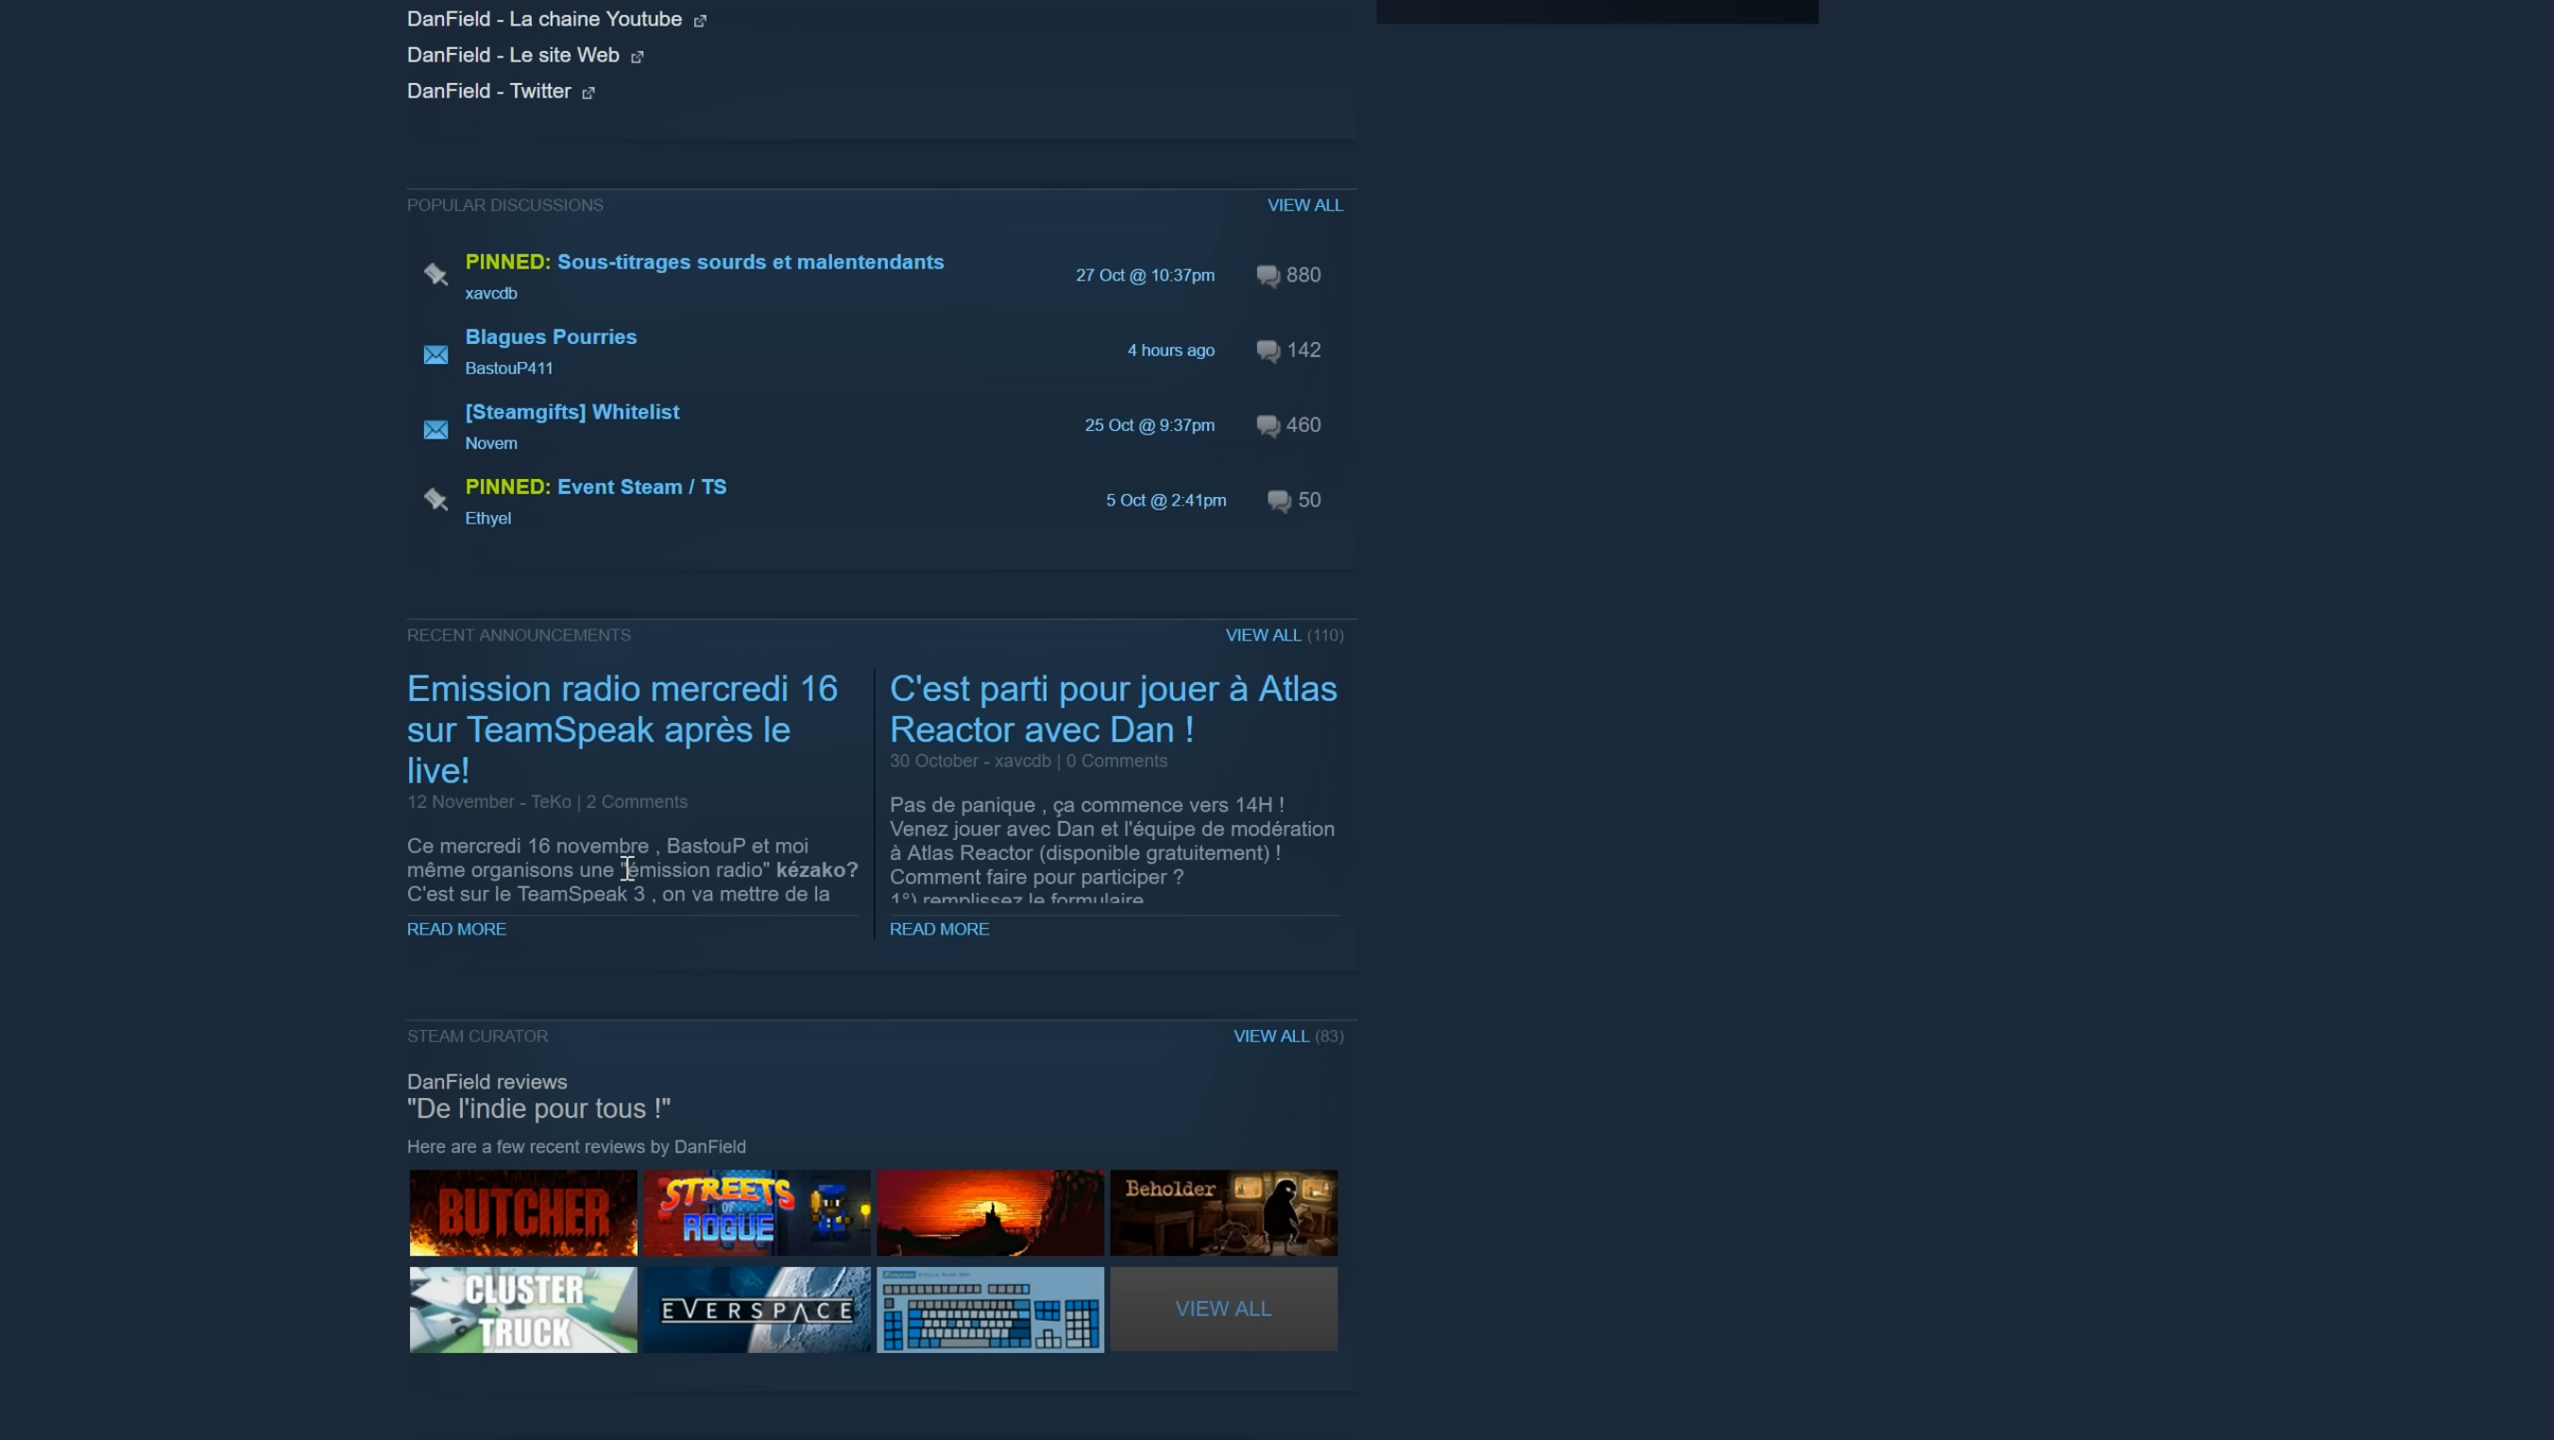 DanField - La chaine Youtube
DanField - Le site Web
DanField - Twitter
POPULAR DISCUSSIONS
VIEW ALL
PINNED: Sous-titrages sourds et malentendants
xavcdb
27 Oct @ 10:37pm
880
Blagues Pourries
BastouP411
4 hours ago
142
[Steamgifts] Whitelist
Novem
25 Oct @ 9:37pm
460
PINNED: Event Steam / TS
Ethyel
5 Oct @ 2:41pm
50
RECENT ANNOUNCEMENTS
VIEW ALL (110)
Emission radio mercredi 16
sur TeamSpeak après le
live!
12 November - TeKo | 2 Comments
Ce mercredi 16 novembre , BastouP et moi
même organisons une "émission radio" kézako?
C'est sur le TeamSpeak 3 , on va mettre de la
READ MORE
C'est parti pour jouer à Atlas
Reactor avec Dan !
30 October - xavcdb | 0 Comments
Pas de panique , ça commence vers 14H !
Venez jouer avec Dan et l'équipe de modération
à Atlas Reactor (disponible gratuitement) !
Comment faire pour participer ?
1°) remplissez le formulaire
READ MORE
STEAM CURATOR
VIEW ALL (83)
DanField reviews
"De l'indie pour tous !"
Here are a few recent reviews by DanField
BUTCHER
STREETS
OF
ROGUE
Beholder
CLUSTER
TRUCK
EVERSPACE
VIEW ALL